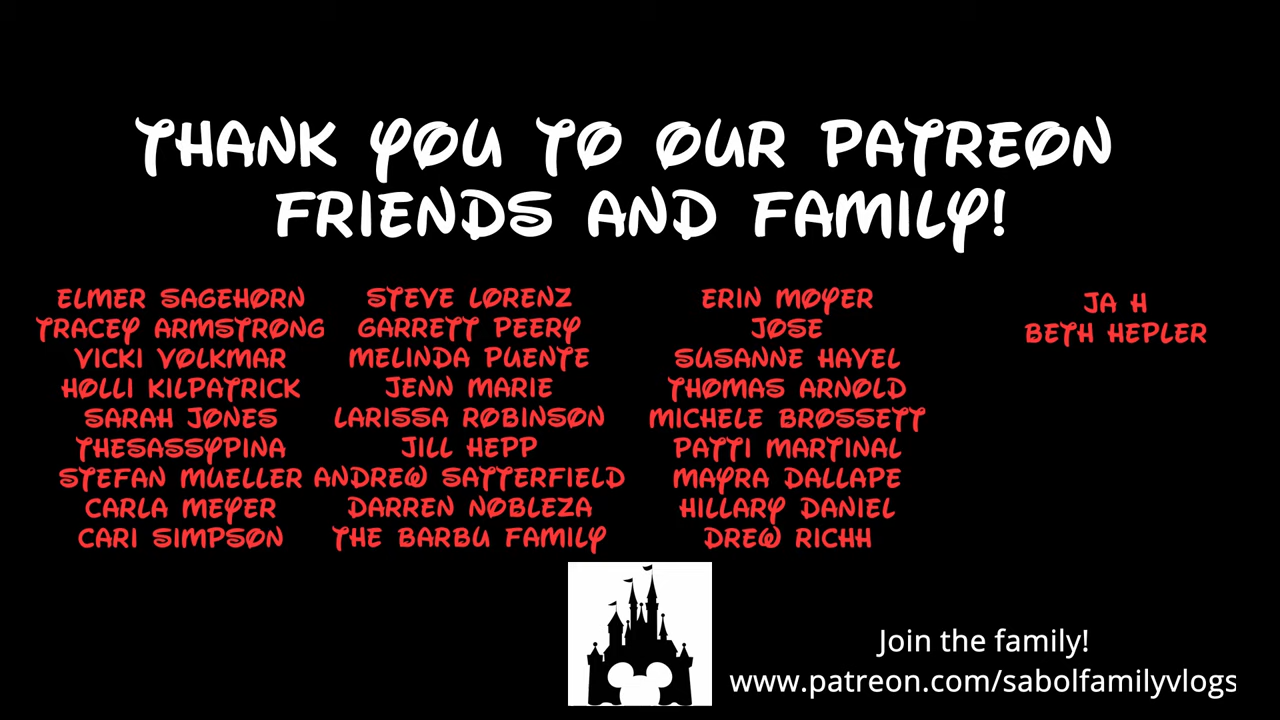 THANK YOU TO OUR PATREON
FRIENDS AND FAMILY!
ELMER SAGEHORN
TRACEY ARMSTRONG
VICKI VOLKMAR
HOLLI KILPATRICK
SARAH JONES
THESASSYPINA
STEFAN MUELLER
CARLA MEYER
CARI SIMPSON
STEVE LORENZ
GARRETT PEERY
MELINDA PUENTE
JENN MARIE
LARISSA ROBINSON
JILL HEPP
ANDREW SATTERFIELD
DARREN NOBLEZA
THE BARBU FAMILY
ERIN MOYER
JOSE
SUSANNE HAVEL
THOMAS ARNOLD
MICHELE BROSSETT
PATTI MARTINAL
MAYRA DALLAPE
HILLARY DANIEL
DREW RICHH
JA H
BETH HEPLER
Join the family!
www.patreon.com/sabolfamilyvlogs